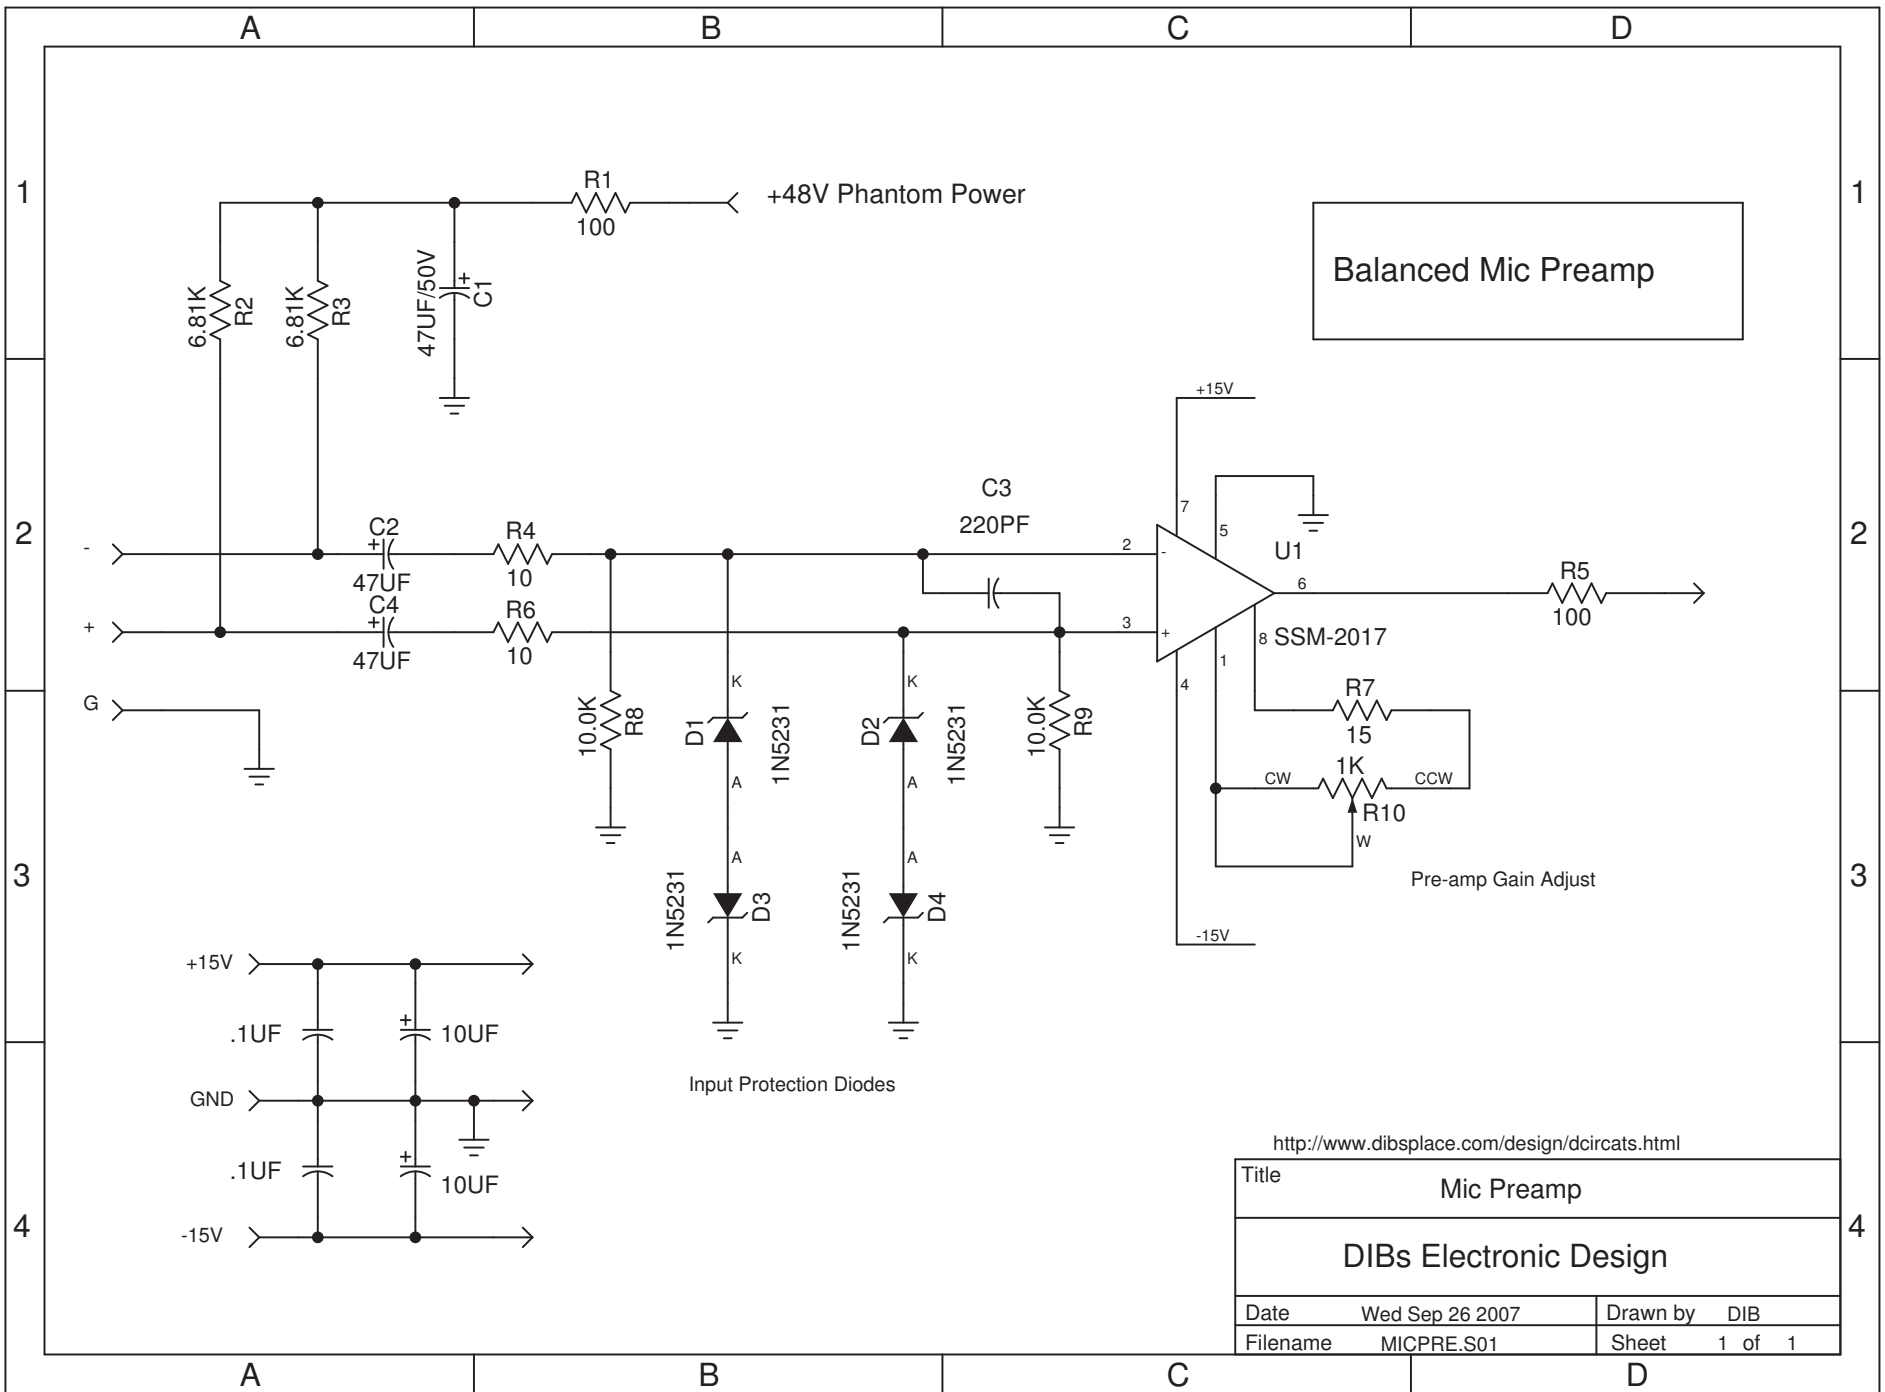 A B C D
1 1
R1
+48V Phantom Power
100
Balanced Mic Preamp
6.81K
R2
6.81K
R3
47UF/50V
+
C1
+15V
C3
220PF
7
5
2 2
-
C2
+
47UF
R4
10
2
-
U1
6
R5
100
+
C4
+
47UF
R6
10
3
+
8
SSM-2017
1
4
G
R7
15
10.0K
R8
K
D1
1N5231
A
K
D2
1N5231
A
10.0K
R9
1K
CW
CCW
R10
W
Pre-amp Gain Adjust
3 3
A
1N5231
D3
K
A
1N5231
D4
K
-15V
+15V
.1UF
+
10UF
GND
.1UF
+
10UF
-15V
Input Protection Diodes
4 4
http://www.dibsplace.com/design/dcircats.html
Title
Mic Preamp
DIBs Electronic Design
Date Wed Sep 26 2007 Drawn by DIB
Filename MICPRE.S01 Sheet 1 of 1
A B C D